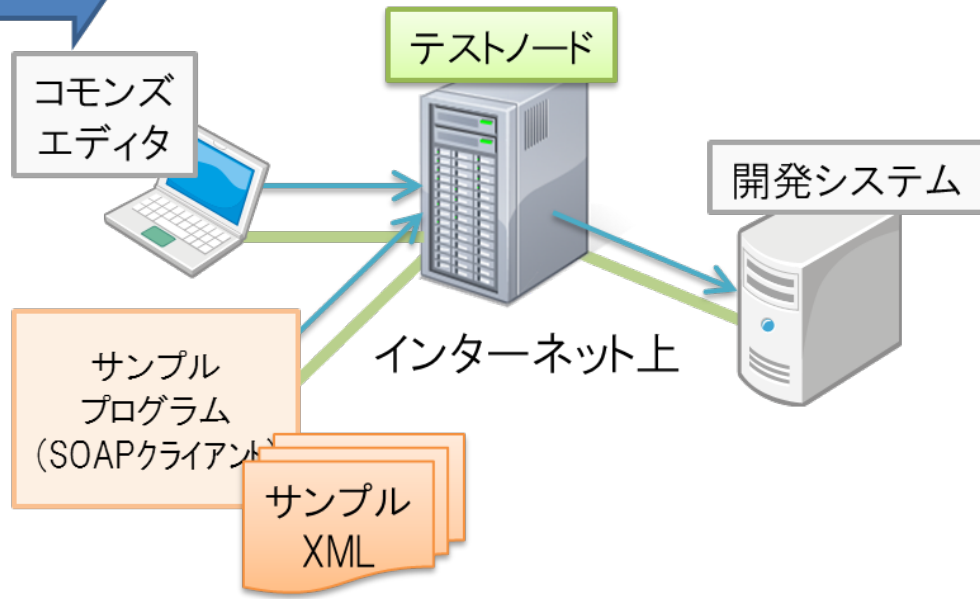 テストノード
コモンズ
エディタ
開発システム
インターネット上
サンプル
プログラム
(SOAPクライアント)
サンプル
XML